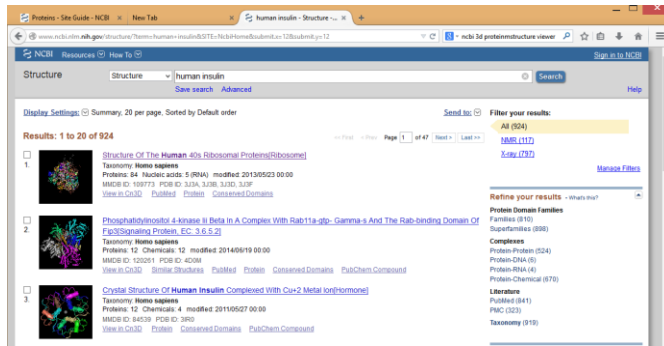 Proteins - Site Guide - NCBI
New Tab
human insulin - Structure -...
www.ncbi.nlm.nih.gov/structure/?term=human+insulin&SITE=NcbiHome&submit.x=12&submit.y=12
ncbi 3d proteinmstructure viewer
NCBI Resources How To
Sign in to NCBI
Structure
Structure
human insulin
Search
Save search Advanced
Help
Display Settings: Summary, 20 per page, Sorted by Default order
Send to:
Filter your results:
All (924)
NMR (117)
X-ray (797)
Manage Filters
Results: 1 to 20 of 924
<< First < Prev Page 1 of 47 Next > Last >>
1.
Structure Of The Human 40s Ribosomal Proteins[Ribosome]
Taxonomy: Homo sapiens
Proteins: 84 Nucleic acids: 5 (RNA) modified: 2013/05/23 00:00
MMDB ID: 109773 PDB ID: 3J3A, 3J3B, 3J3D, 3J3F
View in Cn3D PubMed Protein Conserved Domains
2.
Phosphatidylinositol 4-kinase Iii Beta In A Complex With Rab11a-gtp- Gamma-s And The Rab-binding Domain Of
Fip3[Signaling Protein, EC: 3.6.5.2]
Taxonomy: Homo sapiens
Proteins: 12 Chemicals: 12 modified: 2014/06/19 00:00
MMDB ID: 120261 PDB ID: 4D0M
View in Cn3D Similar Structures PubMed Protein Conserved Domains PubChem Compound
3.
Crystal Structure Of Human Insulin Complexed With Cu+2 Metal Ion[Hormone]
Taxonomy: Homo sapiens
Proteins: 12 Chemicals: 4 modified: 2011/05/27 00:00
MMDB ID: 84539 PDB ID: 3IR0
View in Cn3D Protein Conserved Domains PubChem Compound
Refine your results - What's this?
Protein Domain Families
Families (810)
Superfamilies (898)
Complexes
Protein-Protein (524)
Protein-DNA (6)
Protein-RNA (4)
Protein-Chemical (670)
Literature
PubMed (841)
PMC (323)
Taxonomy (919)